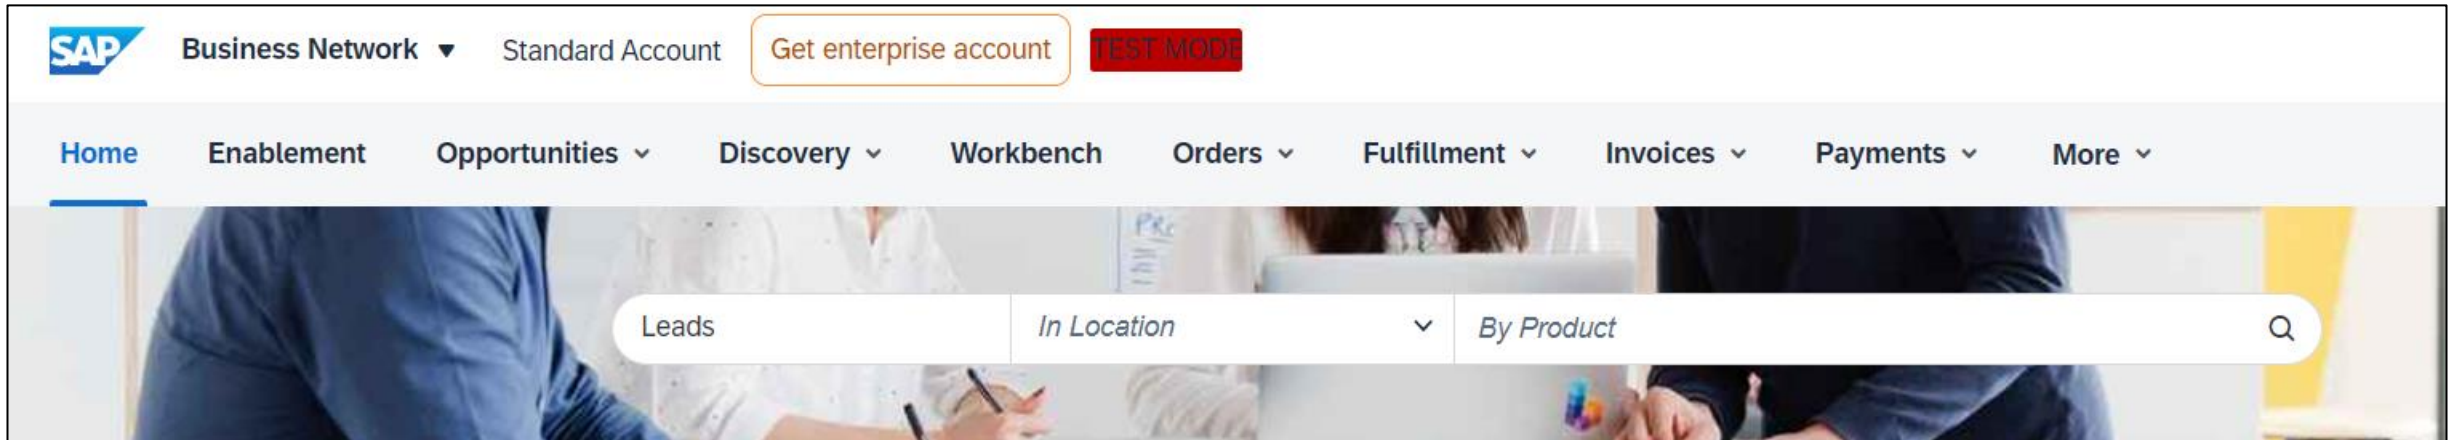 SAP Business Network Standard Account Get enterprise account TEST MODE
Home Enablement Opportunities Discovery Workbench Orders Fulfillment Invoices Payments More
Leads In Location By Product